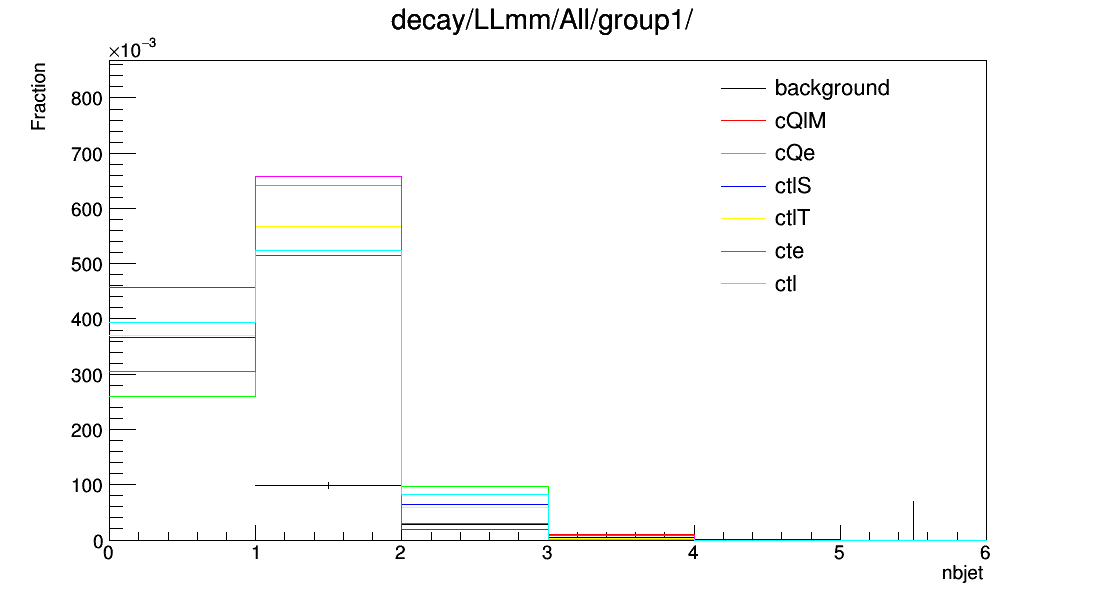 decay/LLmm/All/group1/
×10⁻³
Fraction
800
700
600
500
400
300
200
100
0
0 1 2 3 4 5 6
nbjet
background
cQlM
cQe
ctlS
ctlT
cte
ctl